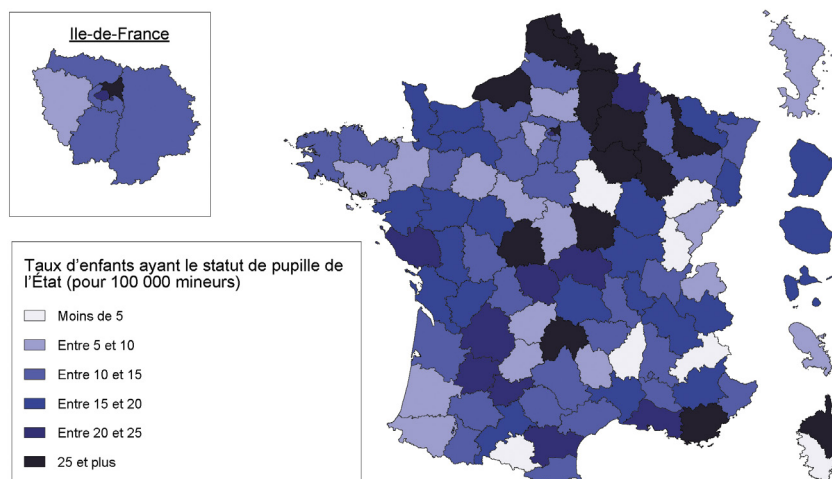 Ile-de-France
Taux d'enfants ayant le statut de pupille de
l'État (pour 100 000 mineurs)
Moins de 5
Entre 5 et 10
Entre 10 et 15
Entre 15 et 20
Entre 20 et 25
25 et plus